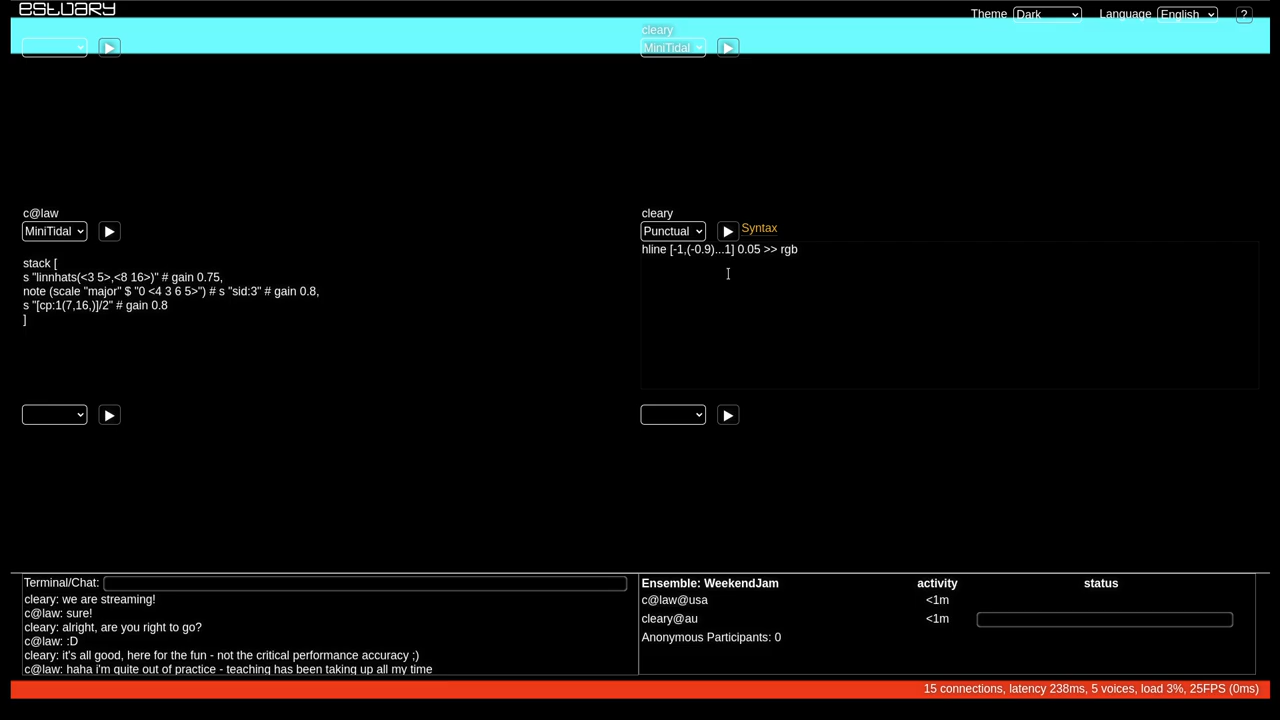 estuary
Theme Dark Language English ?
cleary
MiniTidal
c@law
MiniTidal
stack [
s "linnhats(<3 5>,<8 16>)" # gain 0.75,
note (scale "major" $ "0 <4 3 6 5>") # s "sid:3" # gain 0.8,
s "[cp:1(7,16,)]/2" # gain 0.8
]
cleary
Punctual Syntax
hline [-1,(-0.9)...1] 0.05 >> rgb
Terminal/Chat:
cleary: we are streaming!
c@law: sure!
cleary: alright, are you right to go?
c@law: :D
cleary: it's all good, here for the fun - not the critical performance accuracy ;)
c@law: haha i'm quite out of practice - teaching has been taking up all my time
Ensemble: WeekendJam activity status
c@law@usa <1m
cleary@au <1m
Anonymous Participants: 0
15 connections, latency 238ms, 5 voices, load 3%, 25FPS (0ms)